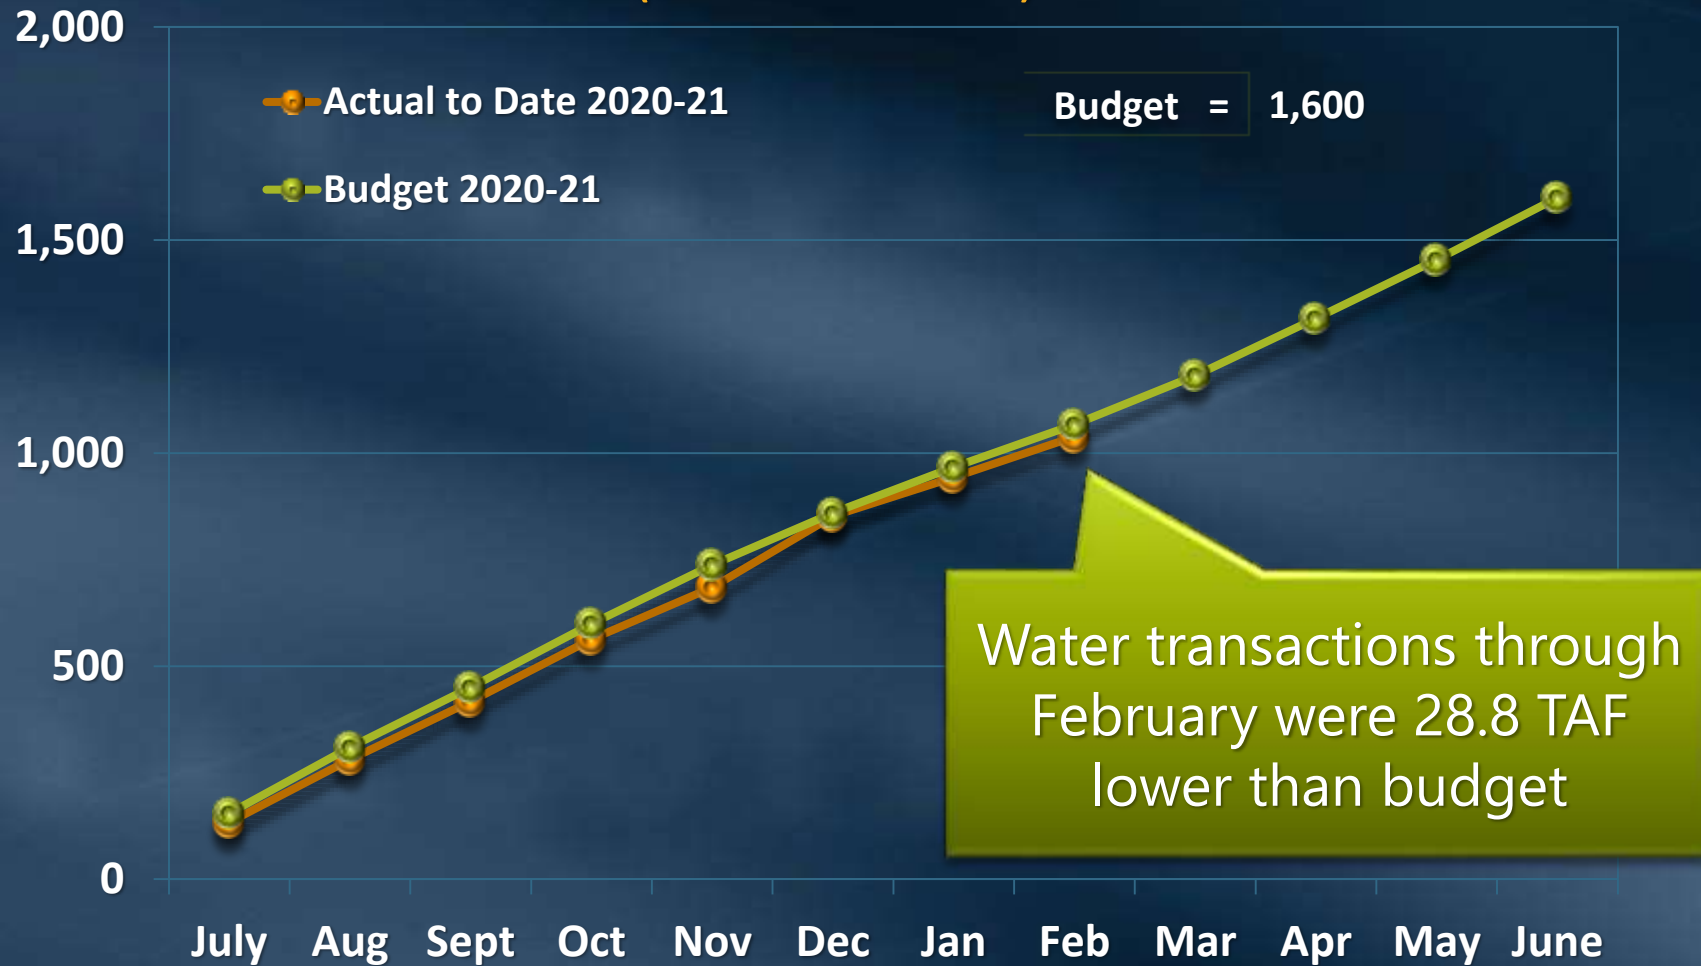 2,000
Actual to Date 2020-21
Budget = 1,600
Budget 2020-21
1,500
1,000
500
0
Water transactions through
February were 28.8 TAF
lower than budget
July Aug Sept Oct Nov Dec Jan Feb Mar Apr May June